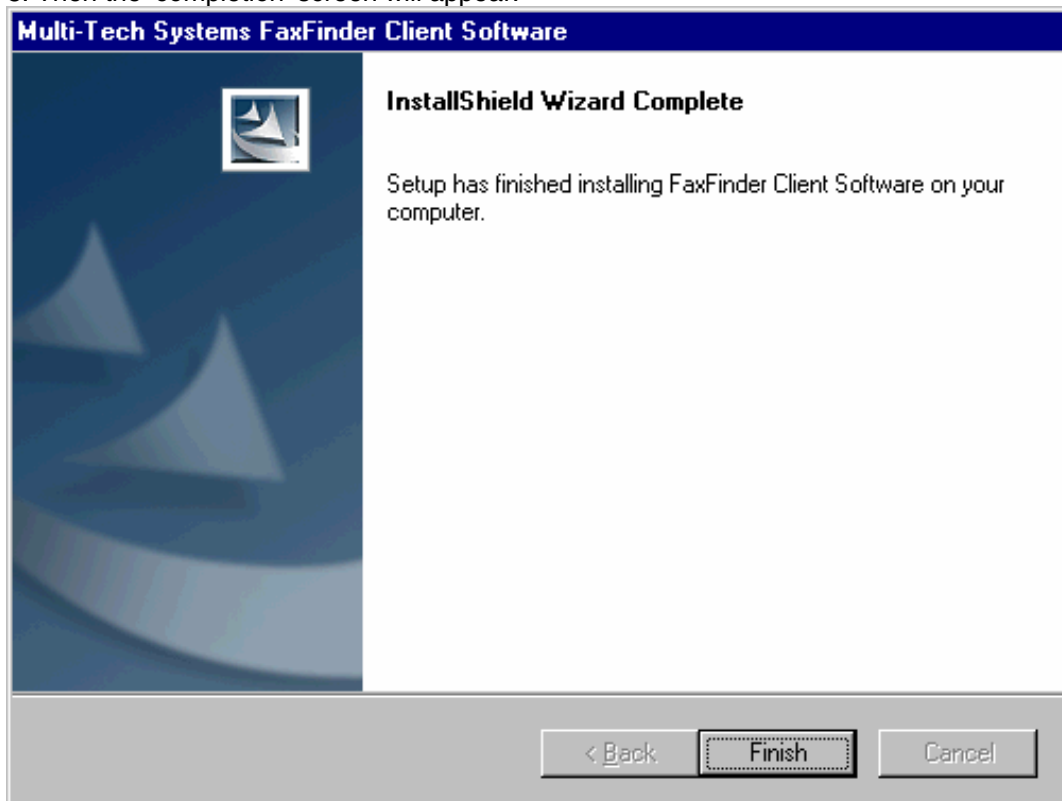 Multi-Tech Systems FaxFinder Client Software
InstallShield Wizard Complete
Setup has finished installing FaxFinder Client Software on your
computer.
< Back Finish Cancel